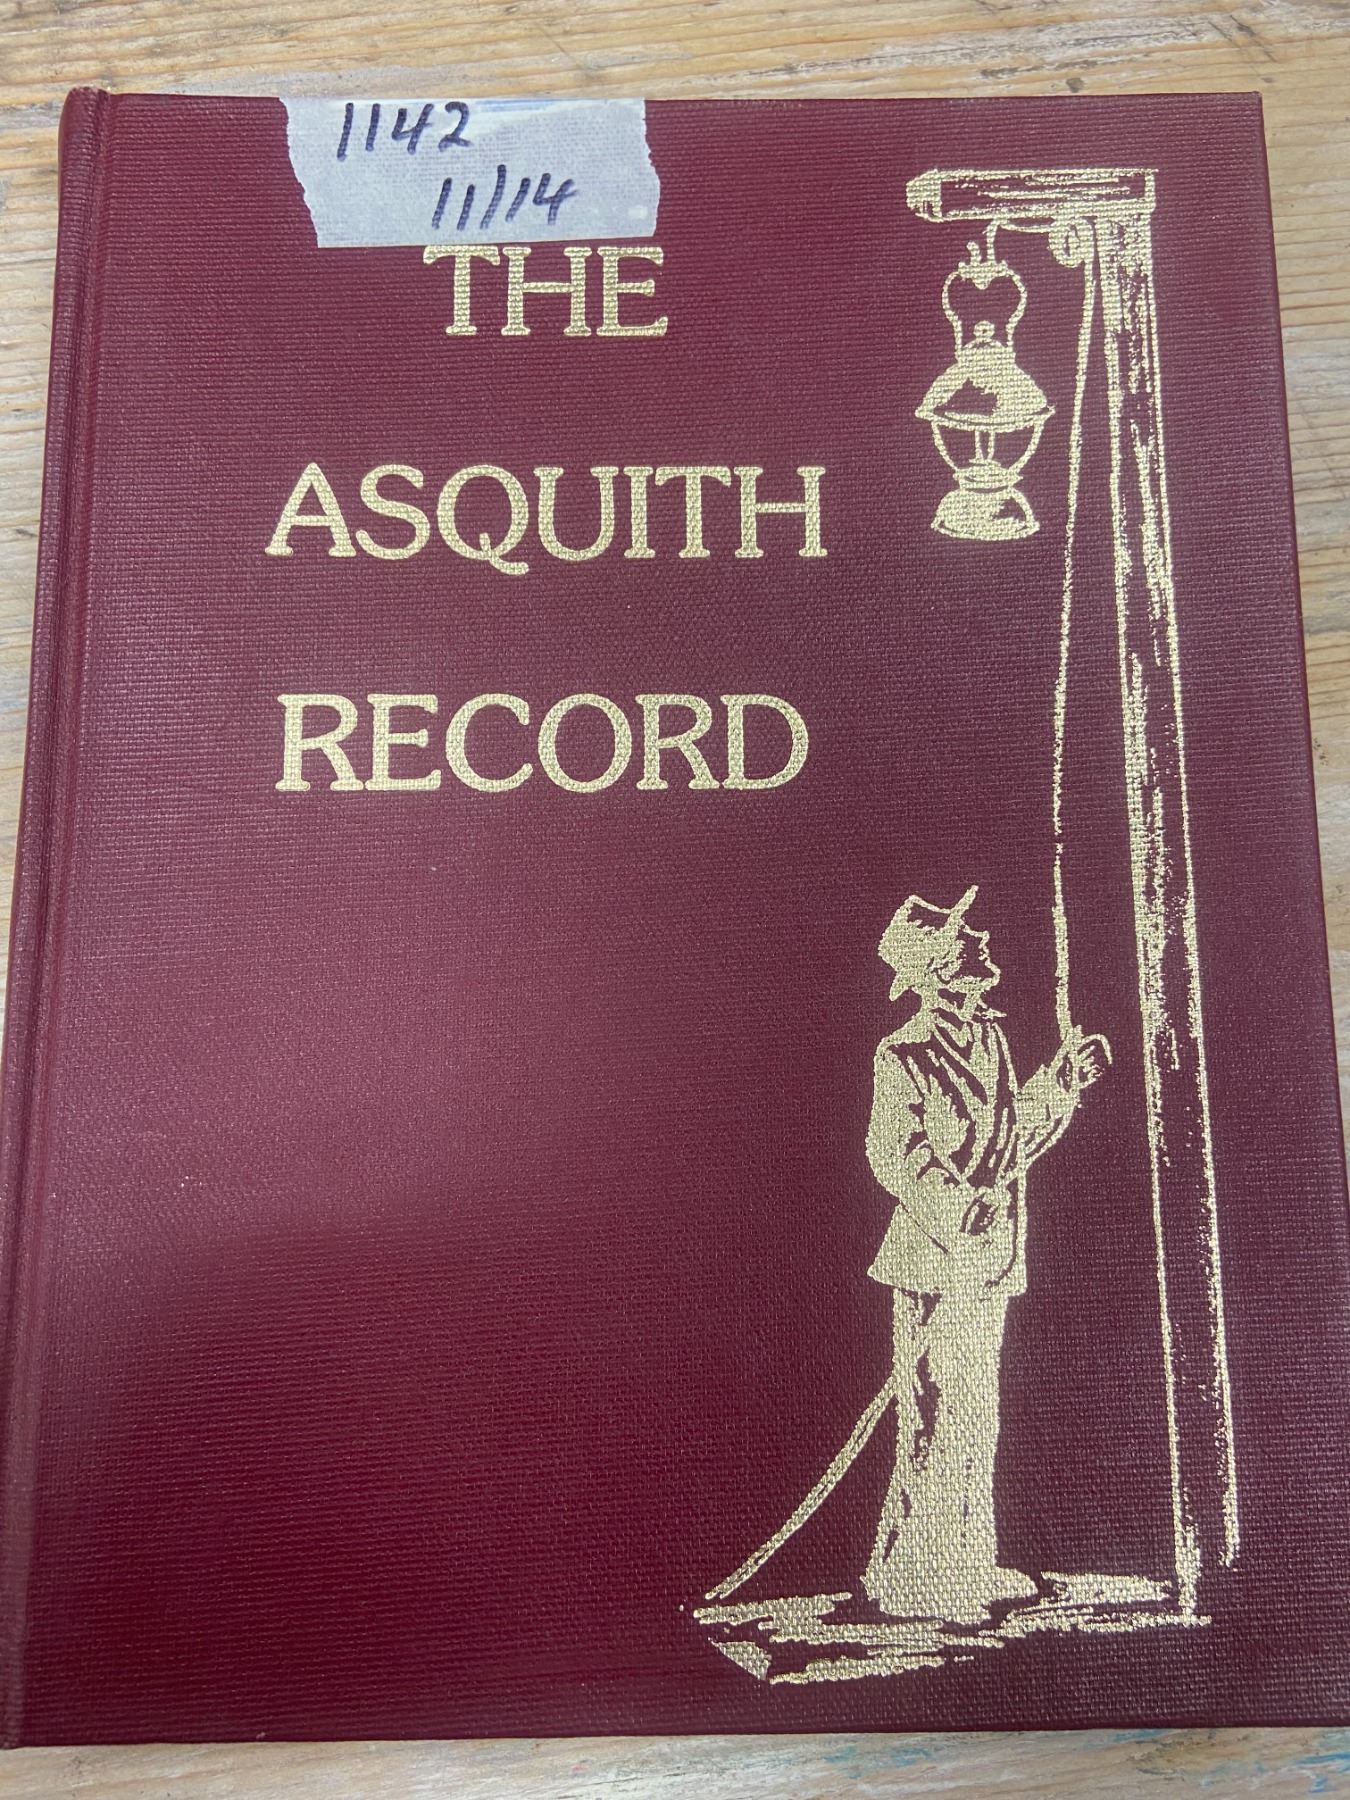 1142
11/14
THE
ASQUITH
RECORD